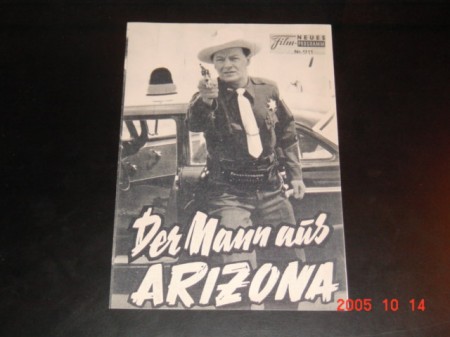 film
NEUES
PROGRAMM
Der Mann aus
ARIZONA
2005 10 14